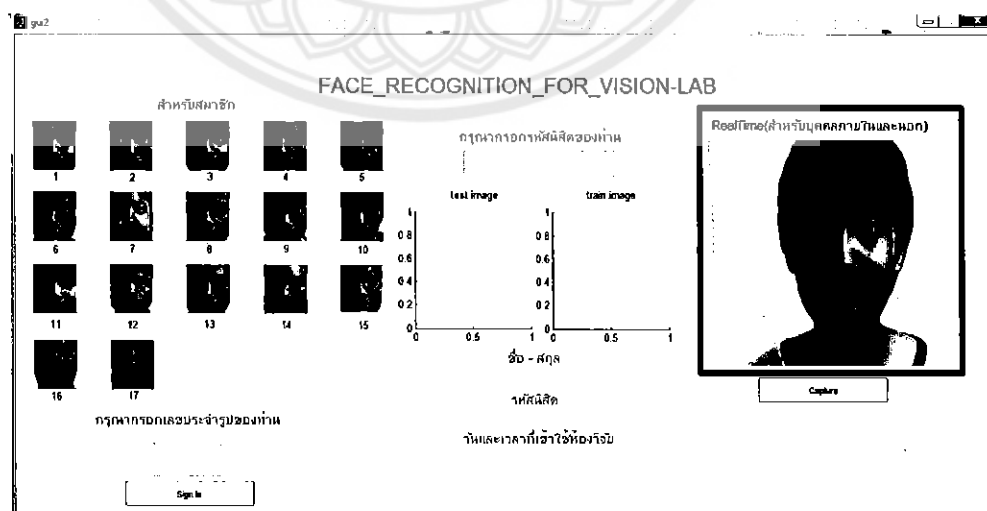 gui2
FACE_RECOGNITION_FOR_VISION-LAB
สำหรับสมาชิก
1 2 3 4 5
6 7 8 9 10
11 12 13 14 15
16 17
กรุณากรอกเลขประจำรูปของท่าน
Sign In
กรุณากรอกรหัสนิสิตของท่าน
test image
1
0.8
0.6
0.4
0.2
0
0 0.5 1
train image
1
0.8
0.6
0.4
0.2
0
0 0.5 1
ชื่อ - สกุล
รหัสนิสิต
วันและเวลาที่เข้าใช้ห้องวิจัย
RealTime(สำหรับบุคคลภายในและนอก)
Capture